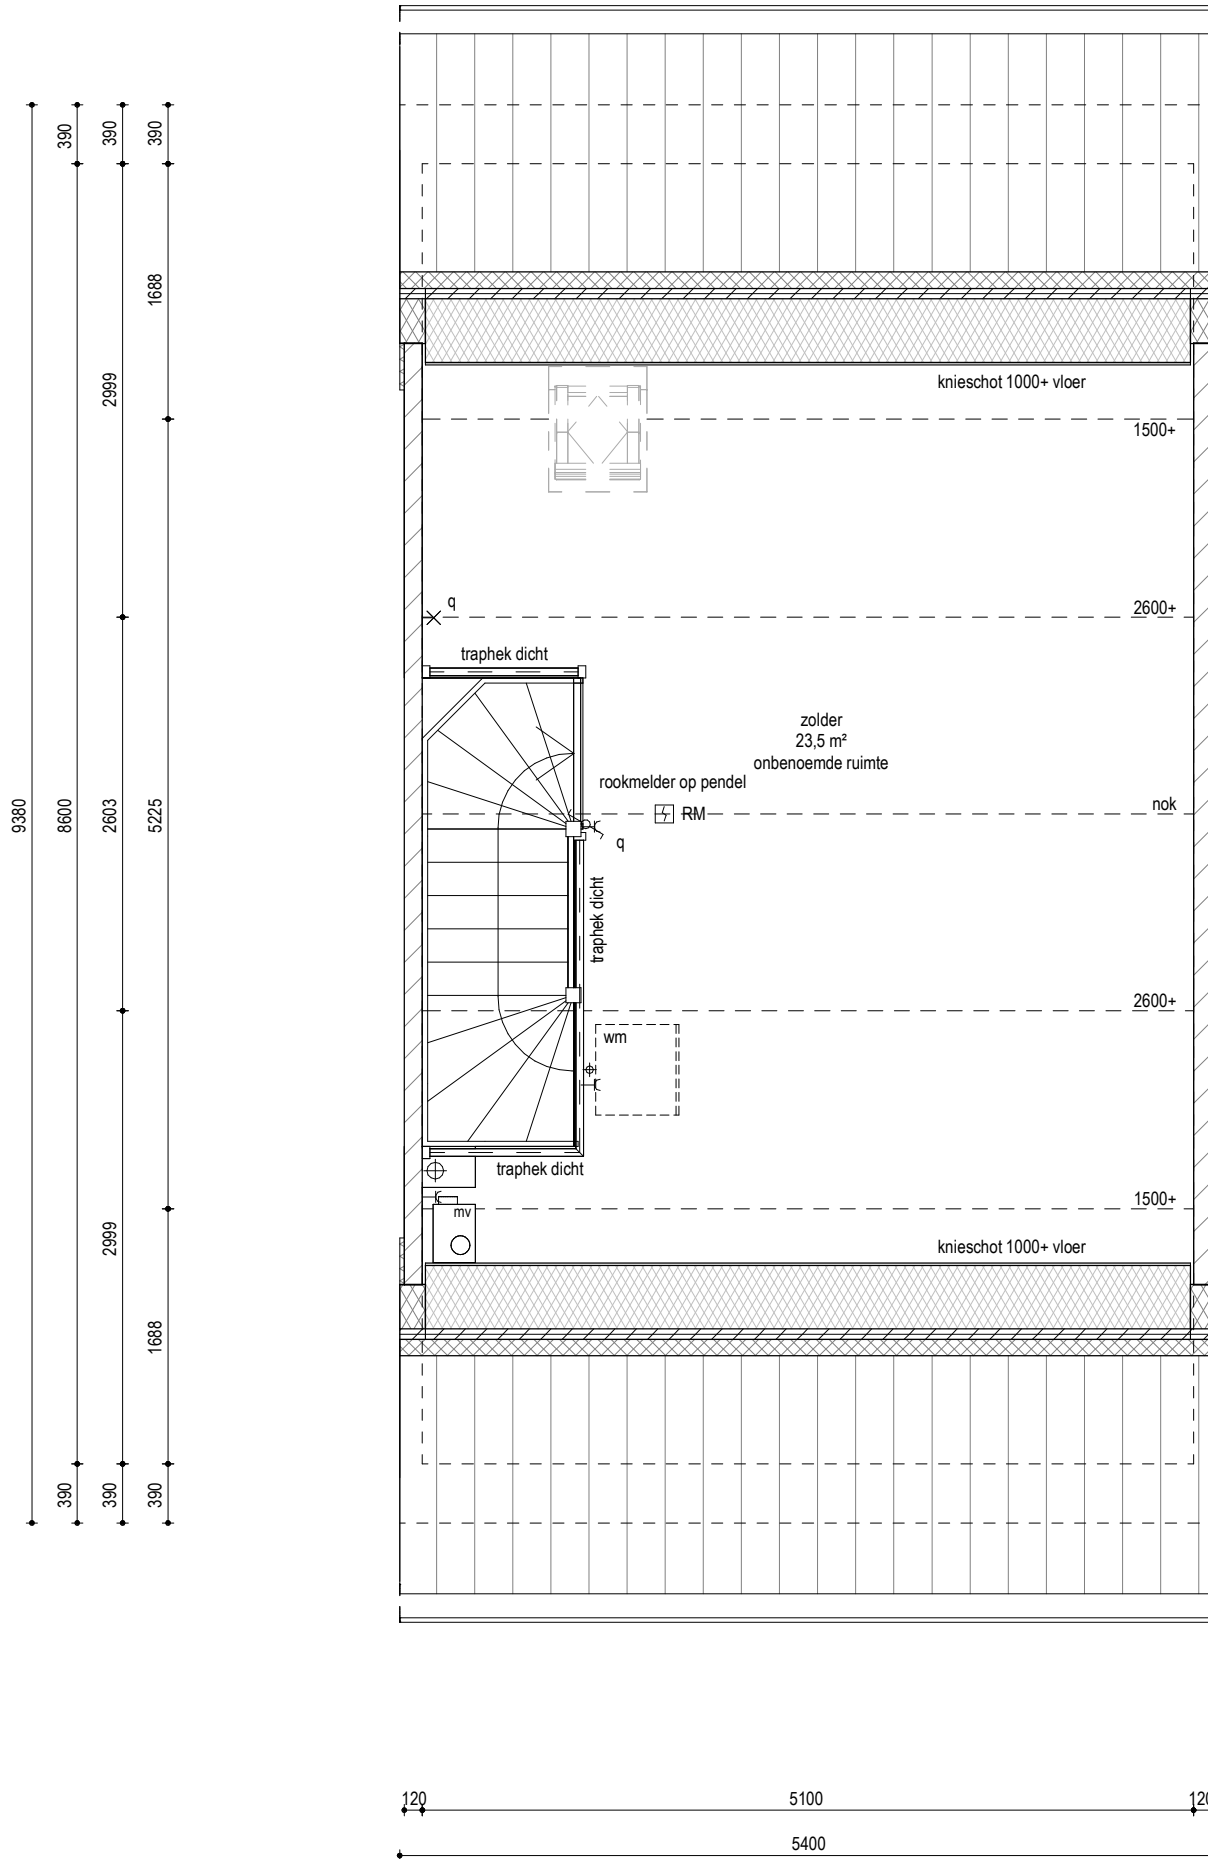 390
390
390
1688
2999
knieschot 1000+ vloer
1500+
q
2600+
traphek dicht
zolder
23,5 m²
onbenoemde ruimte
rookmelder op pendel
nok
RM
9380
8600
2603
5225
q
traphek dicht
2600+
wm
traphek dicht
1500+
mv
2999
knieschot 1000+ vloer
1688
390
390
390
120
5100
120
5400